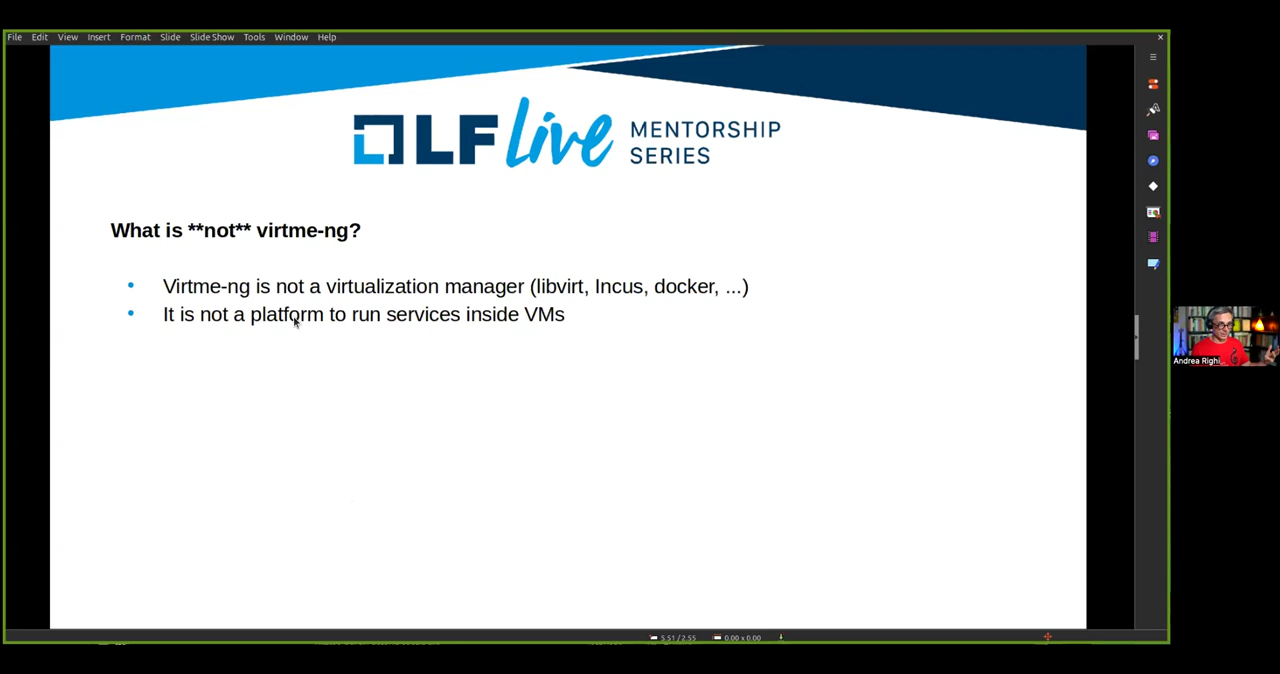 File Edit View Insert Format Slide Slide Show Tools Window Help
LF Live MENTORSHIP
SERIES
What is **not** virtme-ng?
• Virtme-ng is not a virtualization manager (libvirt, Incus, docker, ...)
• It is not a platform to run services inside VMs
Andrea Righi...
5.51 / 2.55 0.00 x 0.00